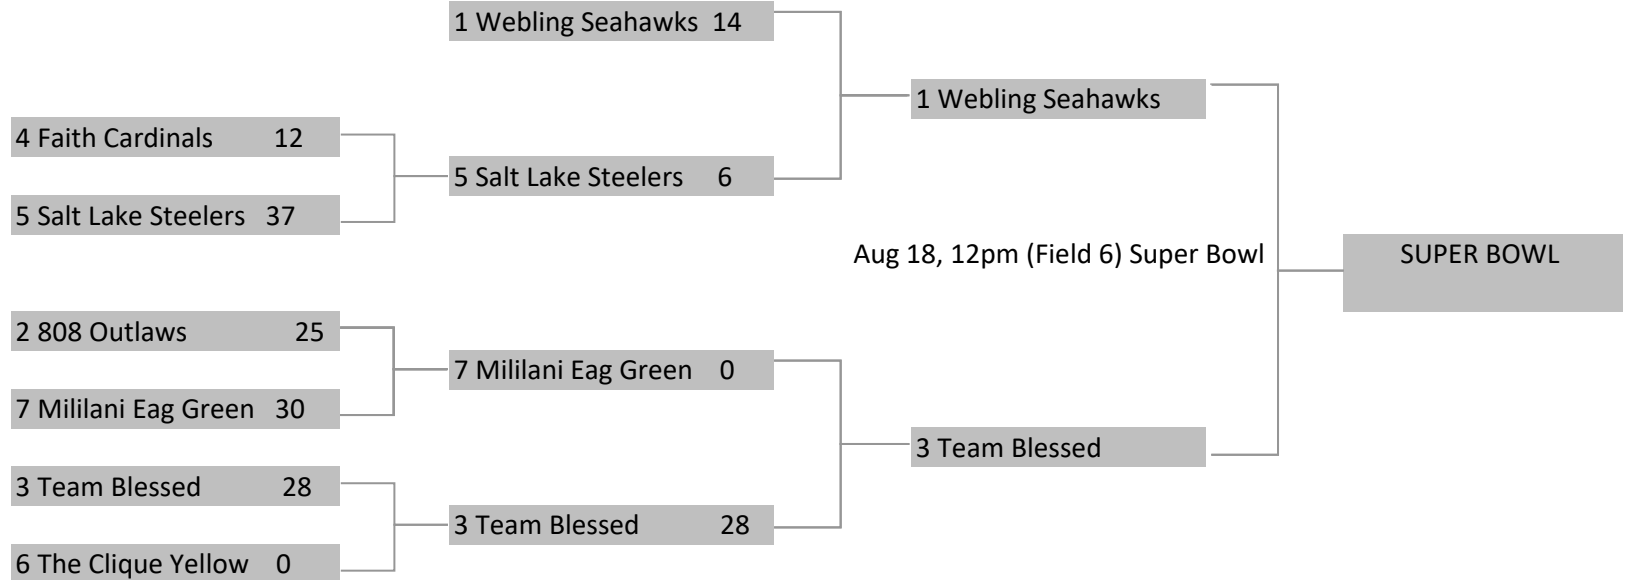 1 Webling Seahawks 14
1 Webling Seahawks
4 Faith Cardinals 12
5 Salt Lake Steelers 6
5 Salt Lake Steelers 37
Aug 18, 12pm (Field 6) Super Bowl
SUPER BOWL
2 808 Outlaws 25
7 Mililani Eag Green 0
7 Mililani Eag Green 30
3 Team Blessed
3 Team Blessed 28
3 Team Blessed 28
6 The Clique Yellow 0